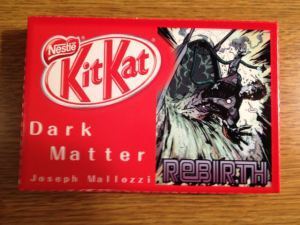 Nestlé
KitKat
Dark
Matter
Joseph Mallozzi
REBIRTH